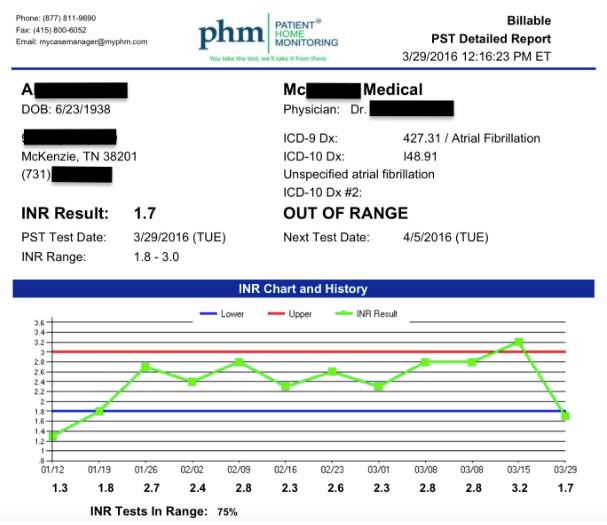 Phone: (877) 811-9690
Fax: (415) 800-6052
Email: mycasemanager@myphm.com
phm PATIENT® HOME MONITORING
You take the test, we'll take it from there
Billable
PST Detailed Report
3/29/2016 12:16:23 PM ET
A
DOB: 6/23/1938
McKenzie, TN 38201
(731)
Mc Medical
Physician: Dr.
ICD-9 Dx: 427.31 / Atrial Fibrillation
ICD-10 Dx: I48.91
Unspecified atrial fibrillation
ICD-10 Dx #2:
INR Result: 1.7 OUT OF RANGE
PST Test Date: 3/29/2016 (TUE) Next Test Date: 4/5/2016 (TUE)
INR Range: 1.8 - 3.0
INR Chart and History
Lower Upper INR Result
3.6
3.4
3.2
3
2.8
2.6
2.4
2.2
2
1.8
1.6
1.4
1.2
1
.8
01/12 01/19 01/26 02/02 02/09 02/16 02/23 03/01 03/08 03/08 03/15 03/29
1.3 1.8 2.7 2.4 2.8 2.3 2.6 2.3 2.8 2.8 3.2 1.7
INR Tests In Range: 75%